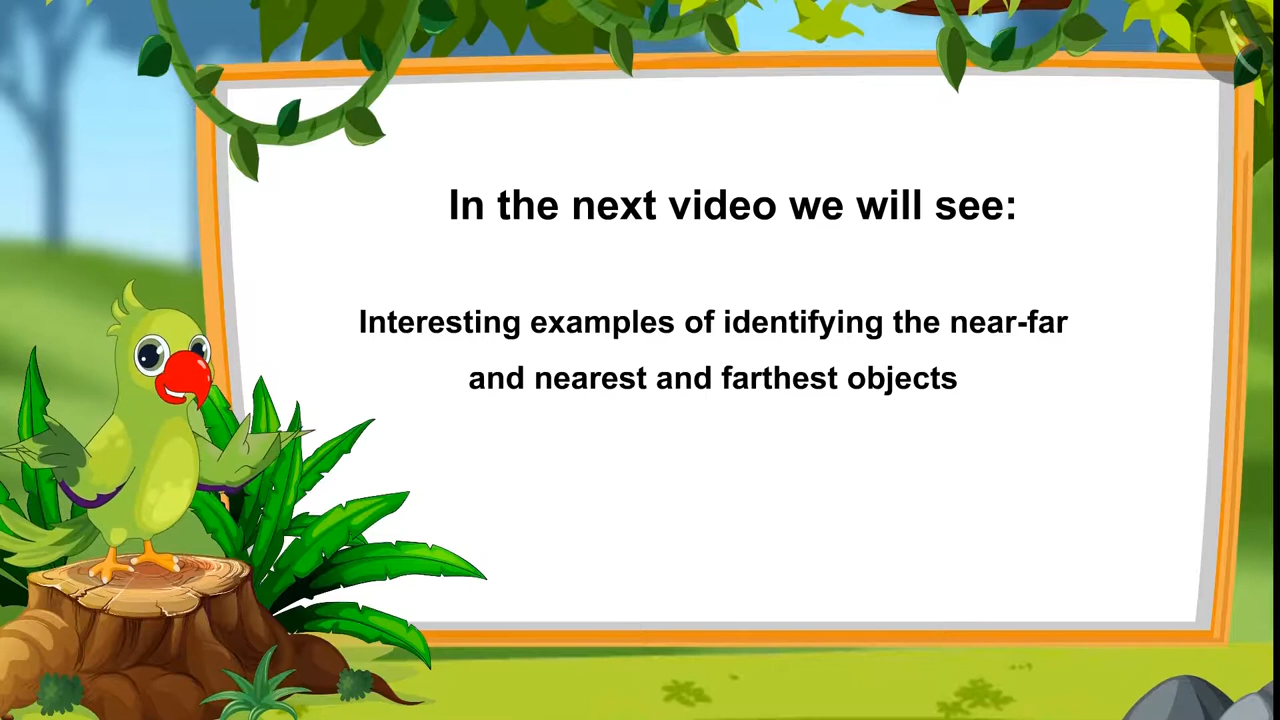 In the next video we will see:
Interesting examples of identifying the near-far
and nearest and farthest objects